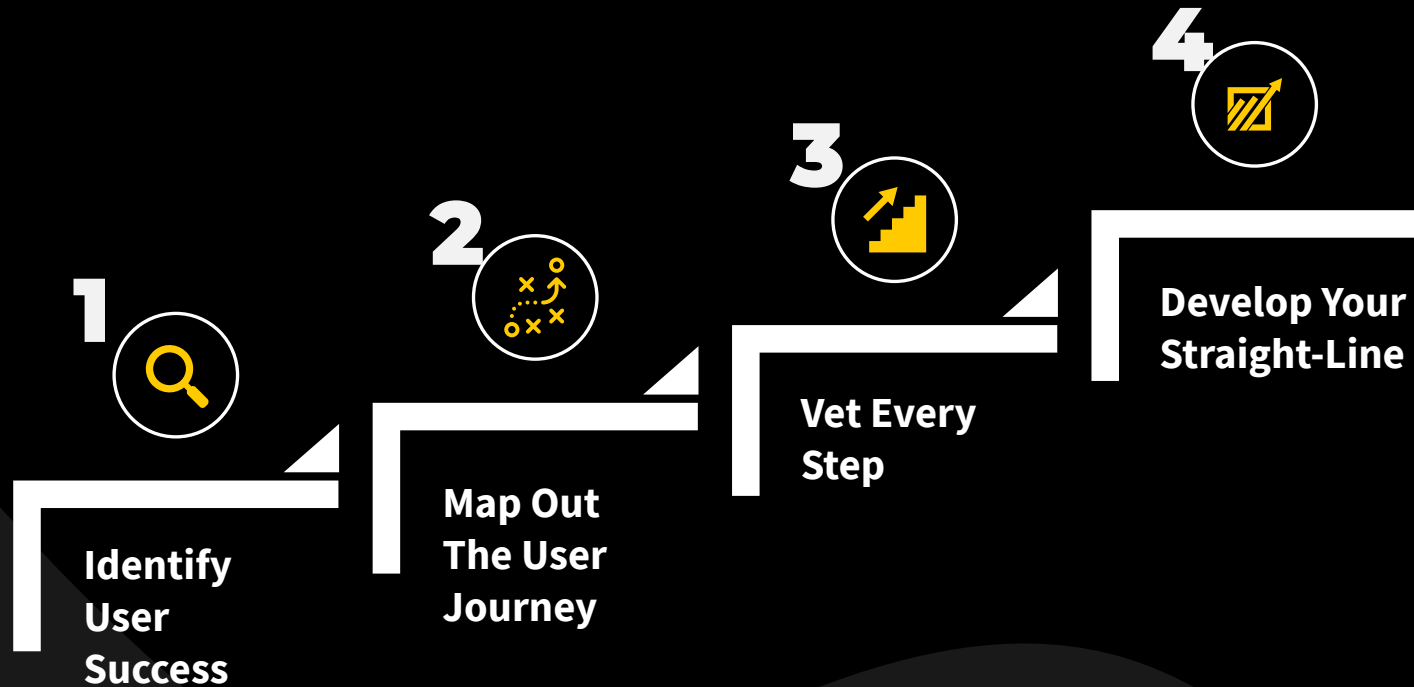 1
Identify
User
Success
2
Map Out
The User
Journey
3
Vet Every
Step
4
Develop Your
Straight-Line